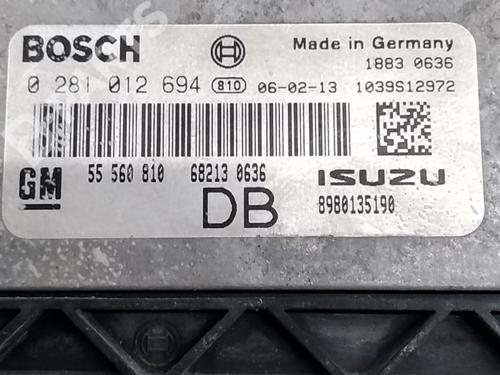 BOSCH
Made in Germany
1883 0636
0 281 012 694 810 06-02-13 1039S12972
GM 55 560 810 68213 0636 ISUZU
DB 8980135190